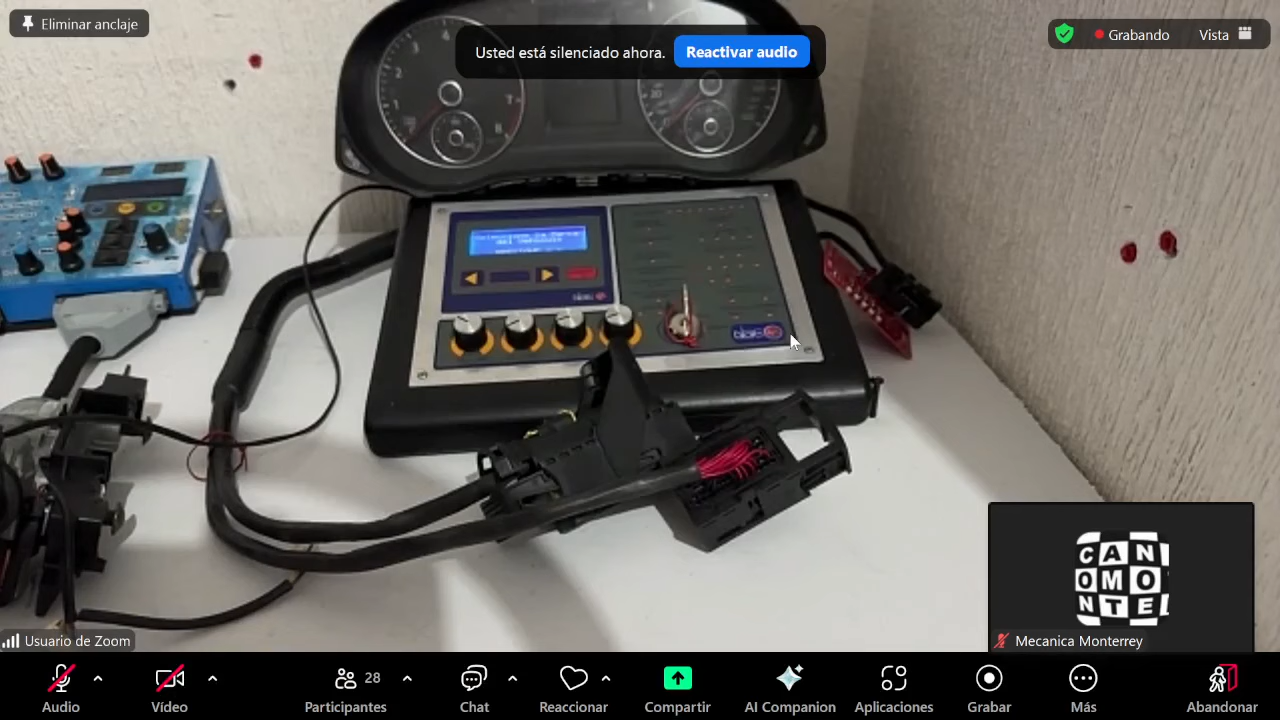 Eliminar anclaje
Usted está silenciado ahora.
Reactivar audio
Grabando
Vista
CAN
OMO
NTE
Usuario de Zoom
Mecanica Monterrey
Audio
Vídeo
28
Participantes
Chat
Reaccionar
Compartir
AI Companion
Aplicaciones
Grabar
Más
Abandonar